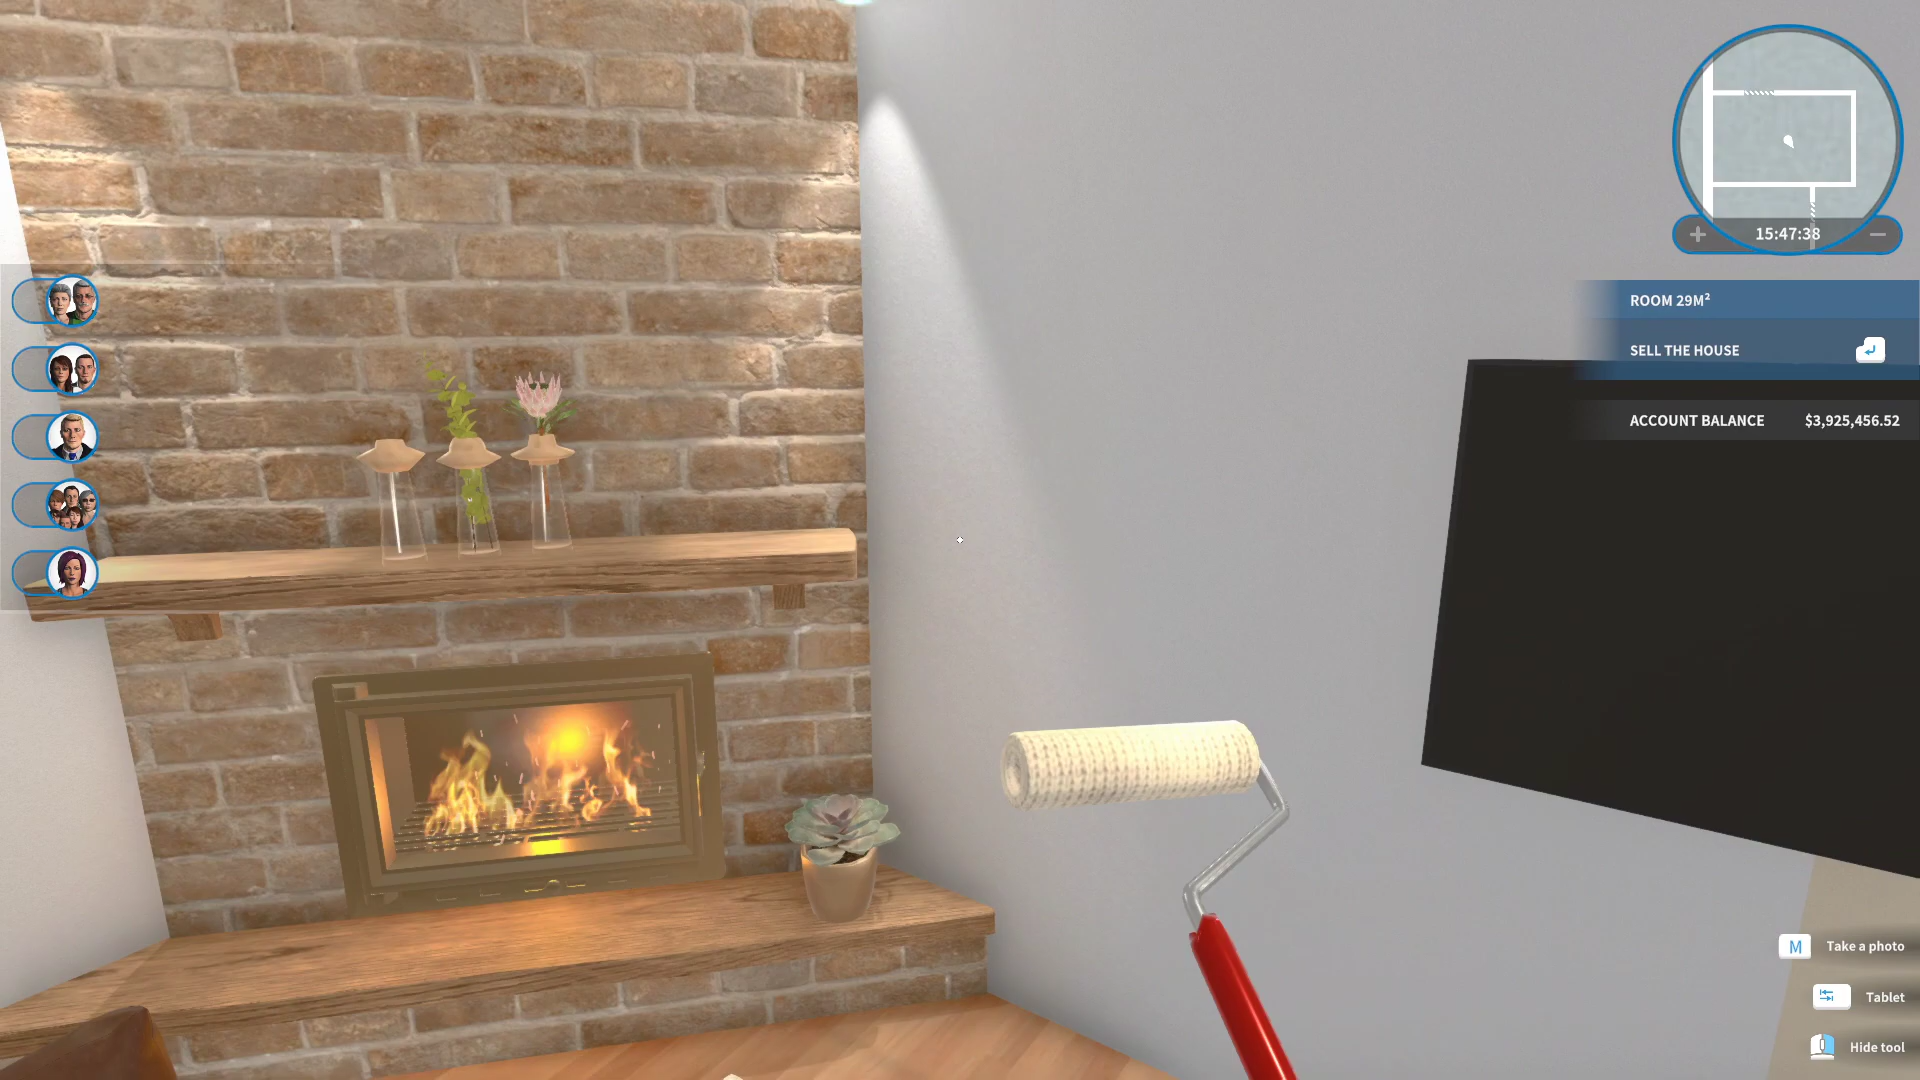 15:47:38
ROOM 29M²
SELL THE HOUSE
ACCOUNT BALANCE $3,925,456.52
M Take a photo
Tablet
Hide tool